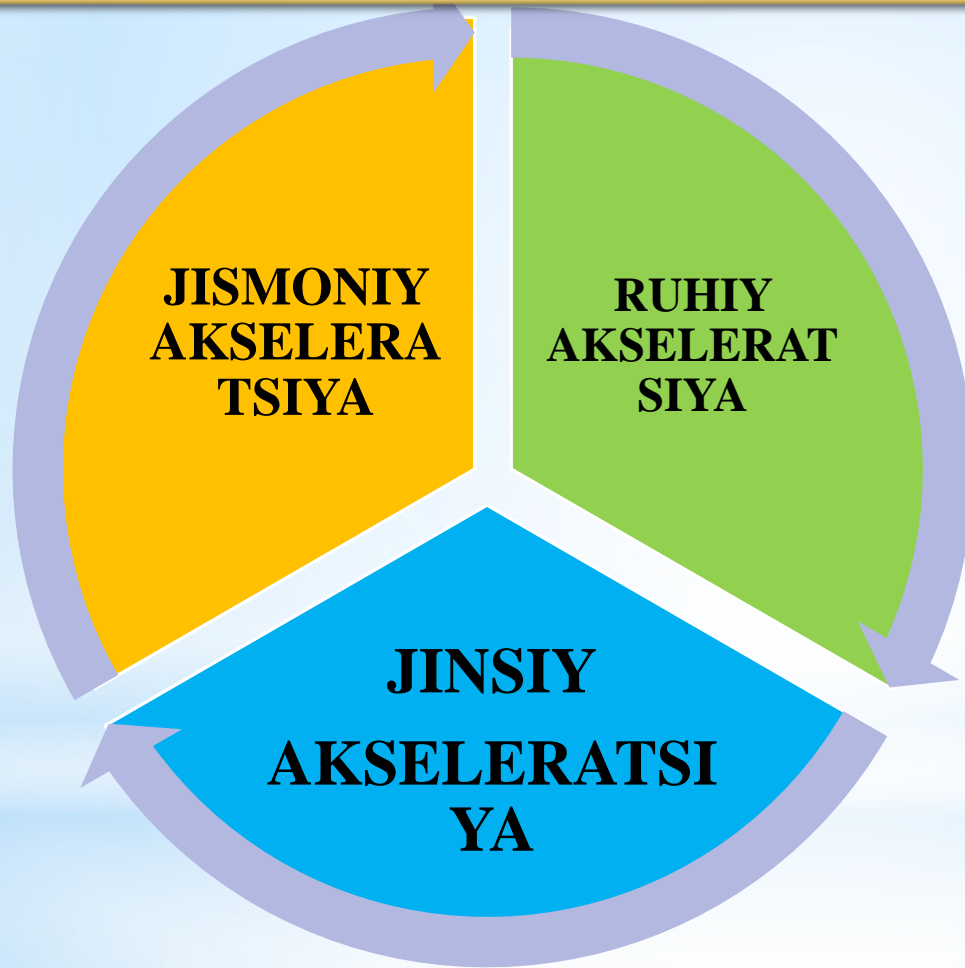 JISMONIY
AKSELERA
TSIYA
RUHIY
AKSELERAT
SIYA
JINSIY
AKSELERATSI
YA